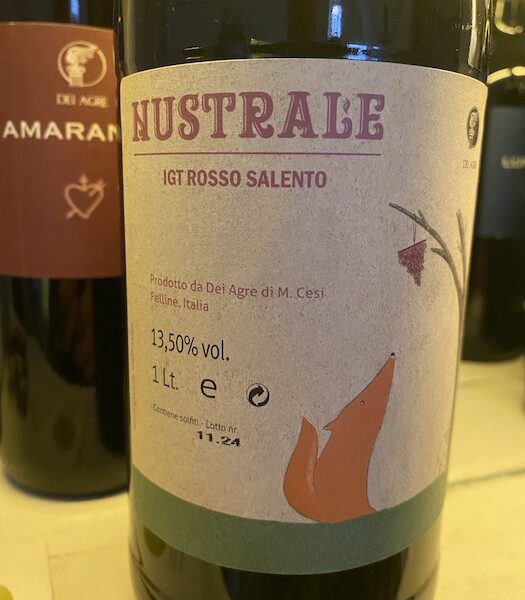 DEI AGRE
AMARAN
NUSTRALE
IGT ROSSO SALENTO
DEI AGRE
Prodotto da Dei Agre di M. Cesi
Felline, Italia
13,50% vol.
1 Lt. e
Contiene solfiti - Lotto nr.
11.24